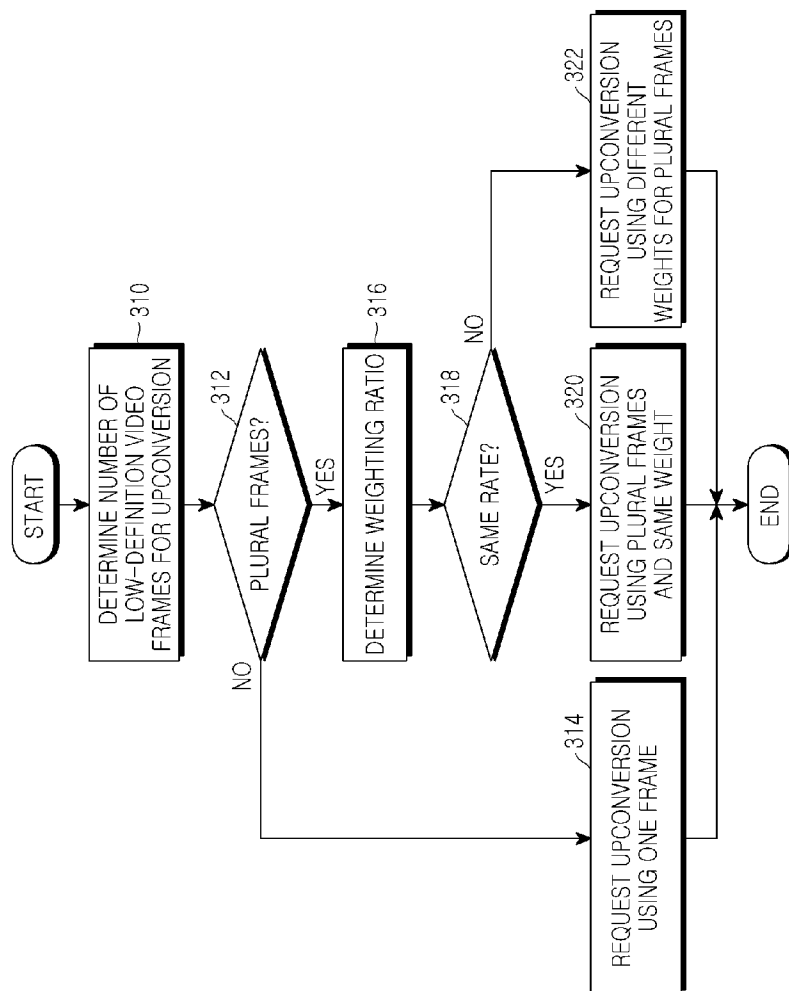 START
310
DETERMINE NUMBER OF
LOW-DEFINITION VIDEO
FRAMES FOR UPCONVERSION
312
PLURAL FRAMES?
NO
YES
316
DETERMINE WEIGHTING RATIO
318
SAME RATE?
NO
YES
314
REQUEST UPCONVERSION
USING ONE FRAME
320
REQUEST UPCONVERSION
USING PLURAL FRAMES
AND SAME WEIGHT
322
REQUEST UPCONVERSION
USING DIFFERENT
WEIGHTS FOR PLURAL FRAMES
END